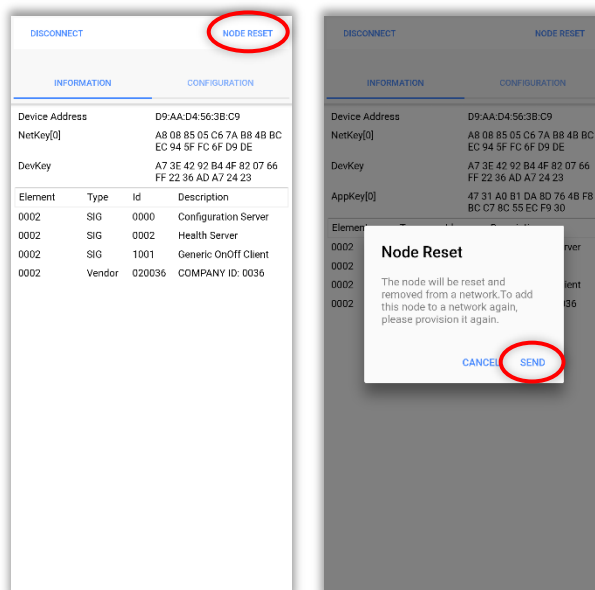 DISCONNECT NODE RESET
INFORMATION CONFIGURATION
Device Address D9:AA:D4:56:3B:C9
NetKey[0] A8 08 85 05 C6 7A B8 4B BC
EC 94 5F FC 6F D9 DE
DevKey A7 3E 42 92 B4 4F 82 07 66
FF 22 36 AD A7 24 23
Element Type Id Description
0002 SIG 0000 Configuration Server
0002 SIG 0002 Health Server
0002 SIG 1001 Generic OnOff Client
0002 Vendor 020036 COMPANY ID: 0036
DISCONNECT NODE RESET
INFORMATION CONFIGURATION
Device Address D9:AA:D4:56:3B:C9
NetKey[0] A8 08 85 05 C6 7A B8 4B BC
EC 94 5F FC 6F D9 DE
DevKey A7 3E 42 92 B4 4F 82 07 66
FF 22 36 AD A7 24 23
AppKey[0] 47 31 A0 B1 DA 8D 76 4B F8
BC C7 8C 55 EC F9 30
0002
0002
0002
0002
Node Reset
The node will be reset and
removed from a network.To add
this node to a network again,
please provision it again.
CANCEL SEND